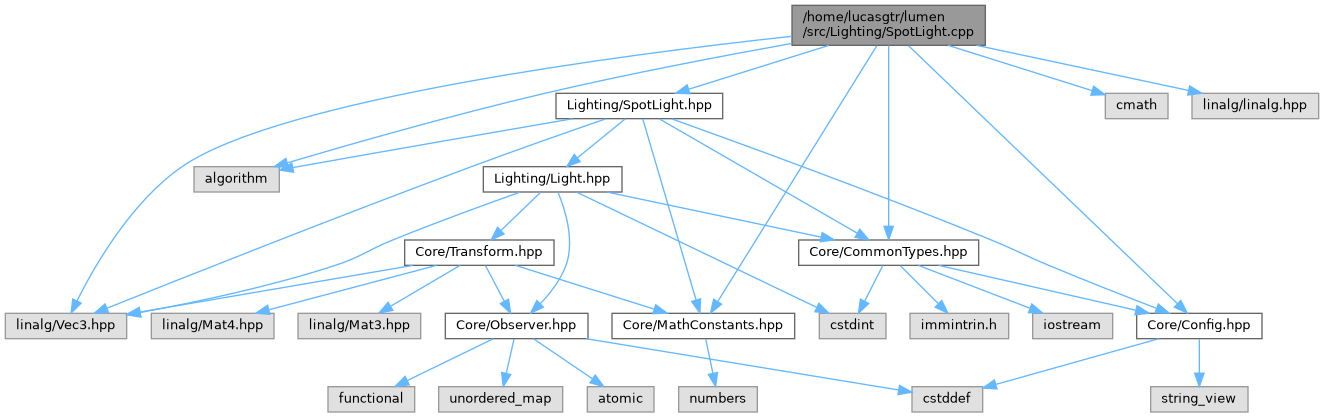 /home/lucasgtr/lumen
/src/Lighting/SpotLight.cpp
Lighting/SpotLight.hpp
cmath
linalg/linalg.hpp
algorithm
Lighting/Light.hpp
Core/Transform.hpp
Core/CommonTypes.hpp
linalg/Vec3.hpp
linalg/Mat4.hpp
linalg/Mat3.hpp
Core/Observer.hpp
Core/MathConstants.hpp
cstdint
immintrin.h
iostream
Core/Config.hpp
functional
unordered_map
atomic
numbers
cstddef
string_view